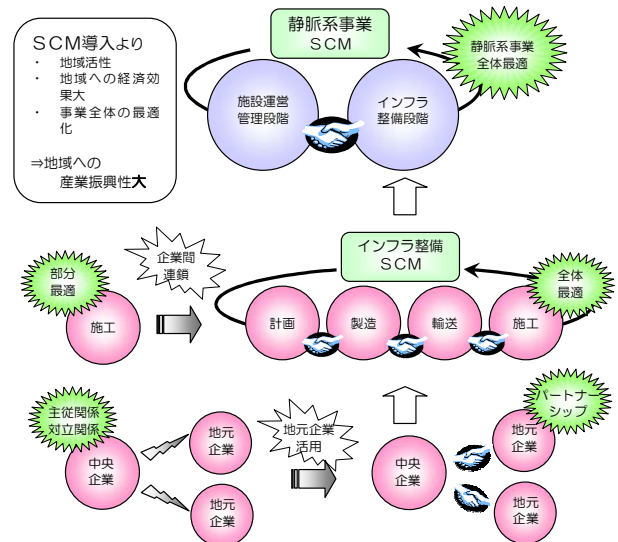 静脈系事業
SCM
SCM導入より
・ 地域活性
・ 地域への経済効
果大
・ 事業全体の最適
化
⇒地域への
産業振興性大
静脈系事業
全体最適
施設運営
管理段階
インフラ
整備段階
企業間
連鎖
インフラ整備
SCM
部分
最適
全体
最適
施工
計画
製造
輸送
施工
主従関係
対立関係
中央
企業
地元
企業
地元
企業
地元企業
活用
中央
企業
パートナー
シップ
地元
企業
地元
企業